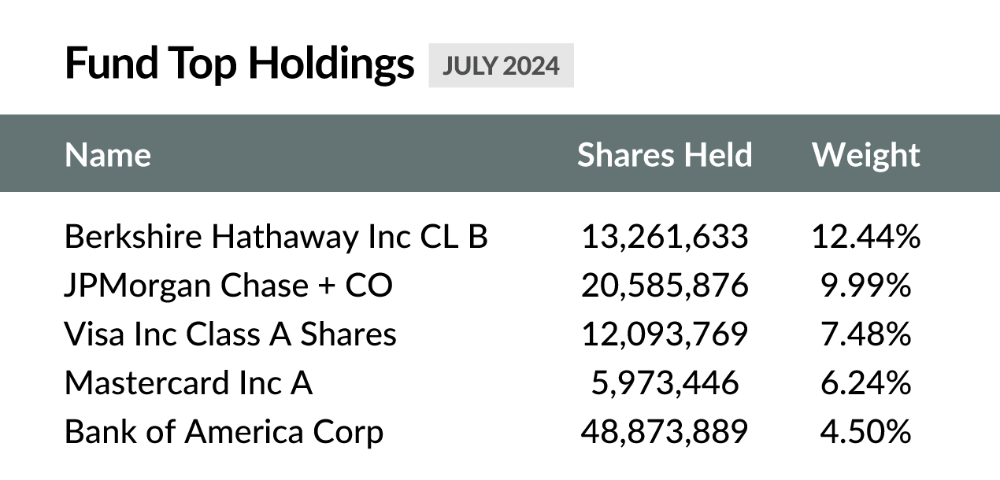 Fund Top Holdings JULY 2024
Name Shares Held Weight
Berkshire Hathaway Inc CL B 13,261,633 12.44%
JPMorgan Chase + CO 20,585,876 9.99%
Visa Inc Class A Shares 12,093,769 7.48%
Mastercard Inc A 5,973,446 6.24%
Bank of America Corp 48,873,889 4.50%